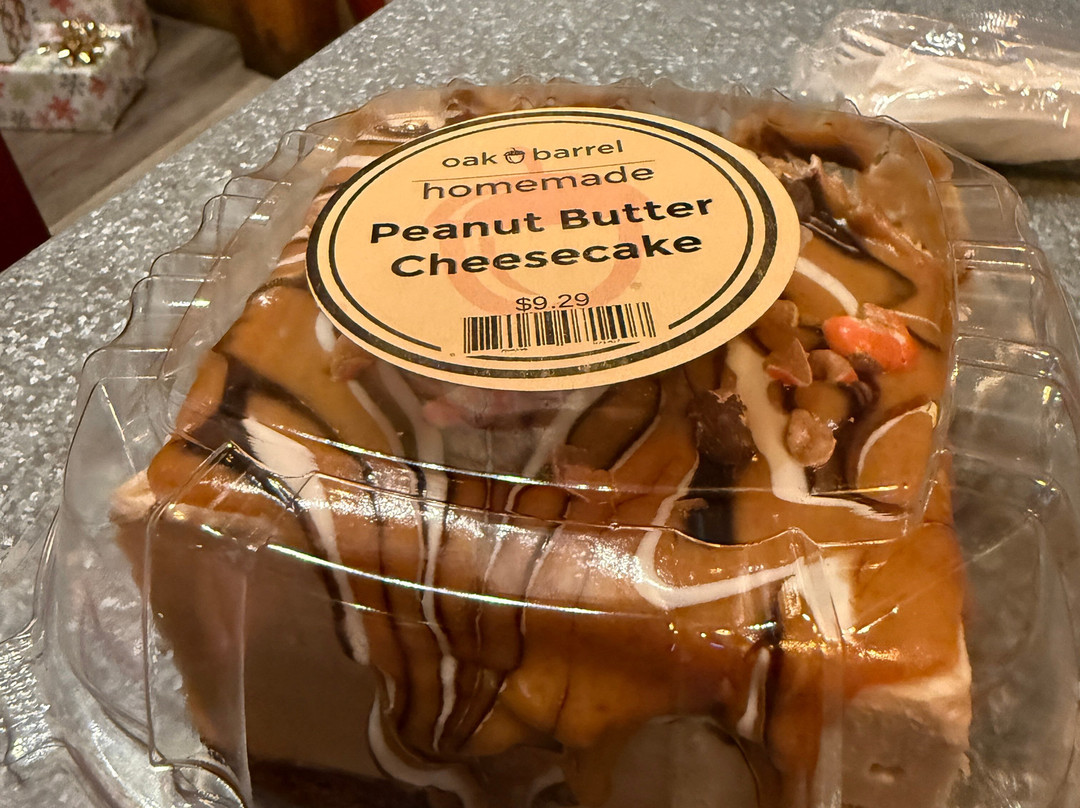 oak barrel
homemade
Peanut Butter
Cheesecake
$9.29